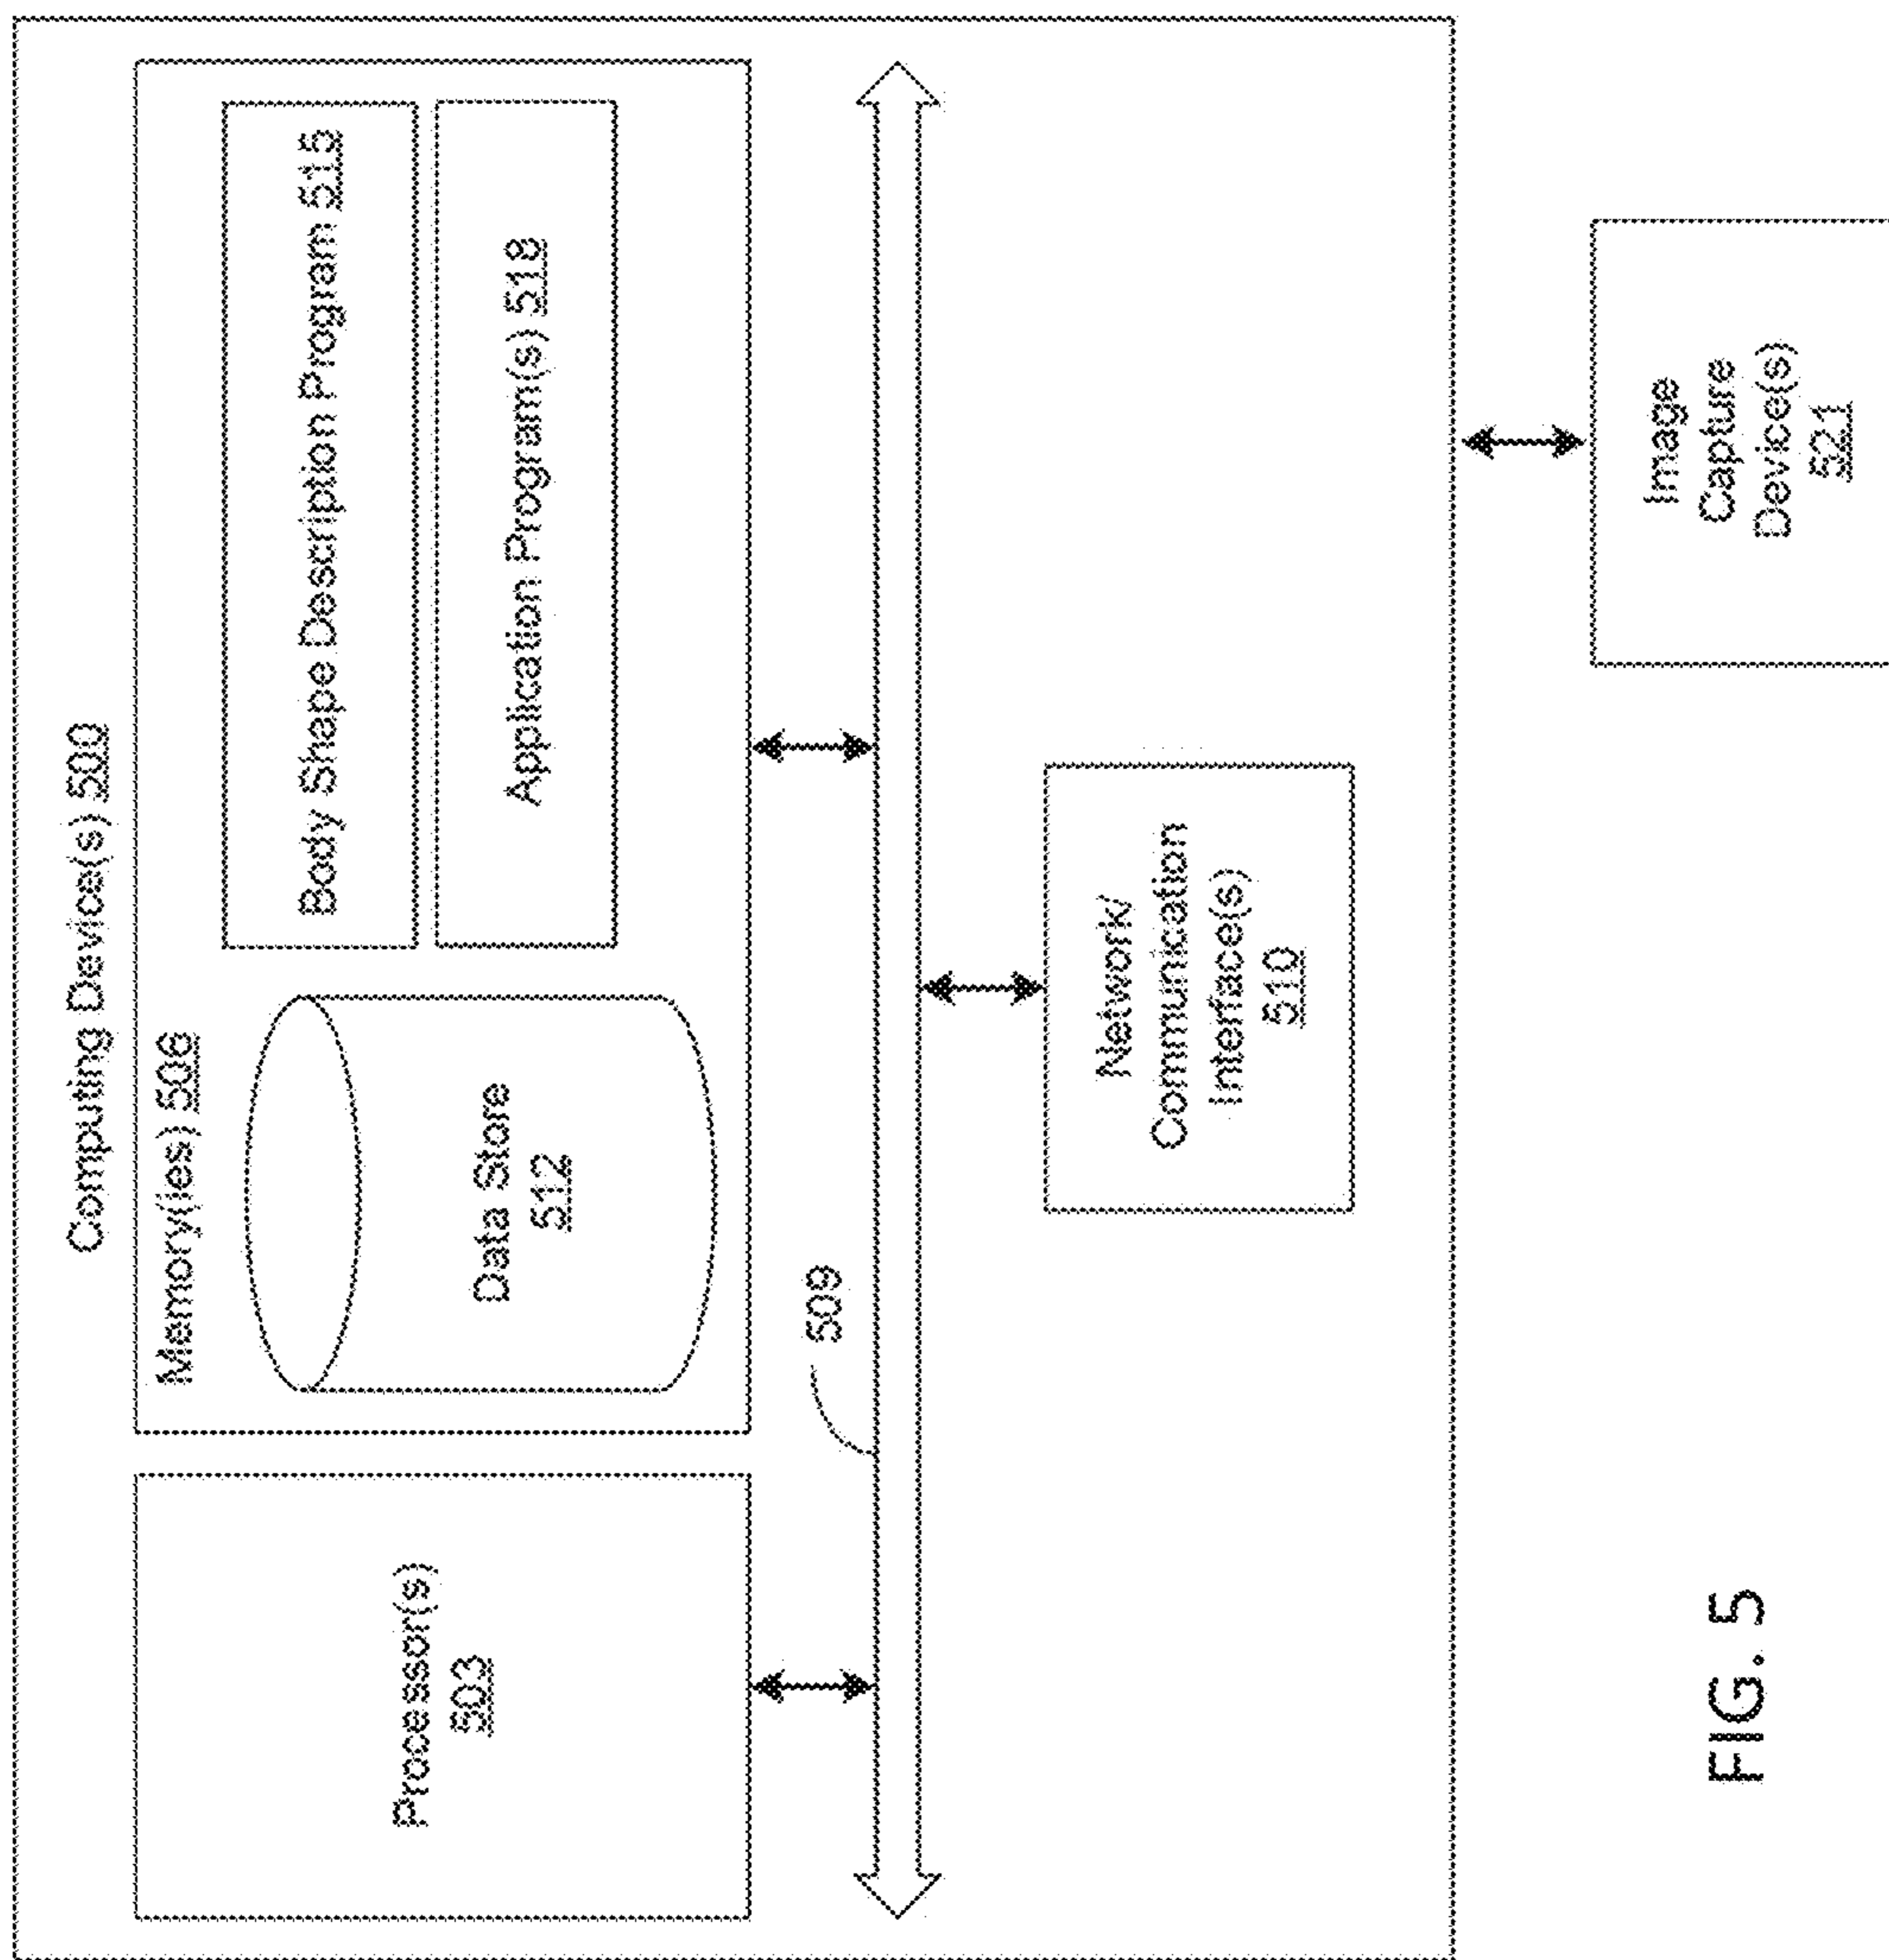 Computing Device(s) 500
Processor(s)
503
Memory(ies) 506
Data Store
512
Body Shape Description Program 515
Application Program(s) 518
509
Network/
Communication
Interface(s)
510
Image
Capture
Device(s)
521
FIG. 5